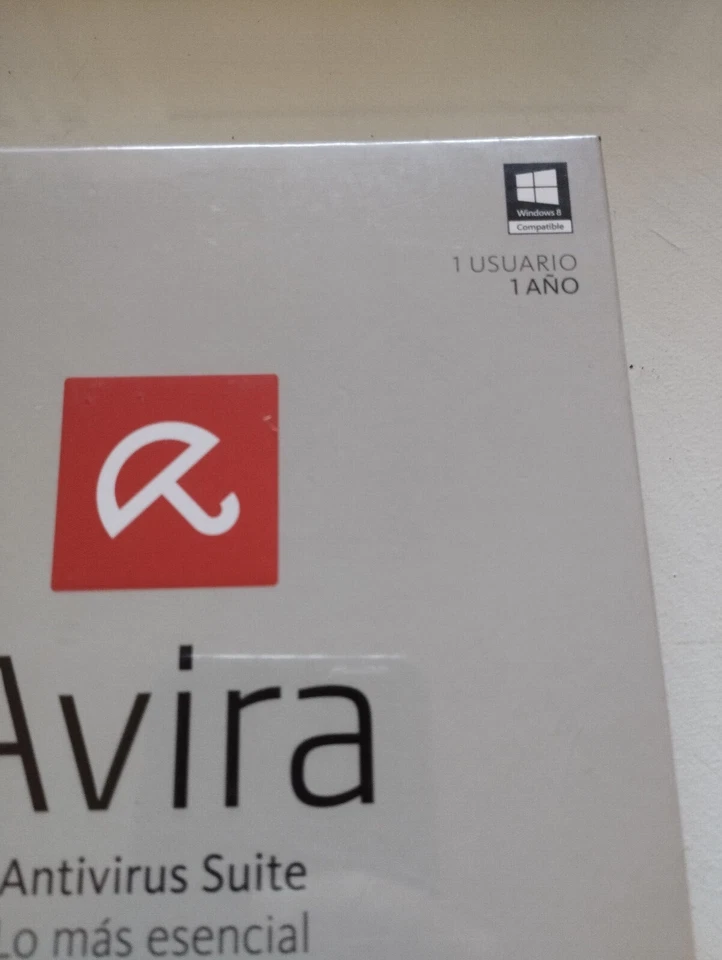 Windows 8
Compatible
1 USUARIO
1 AÑO
Avira
Antivirus Suite
Lo más esencial